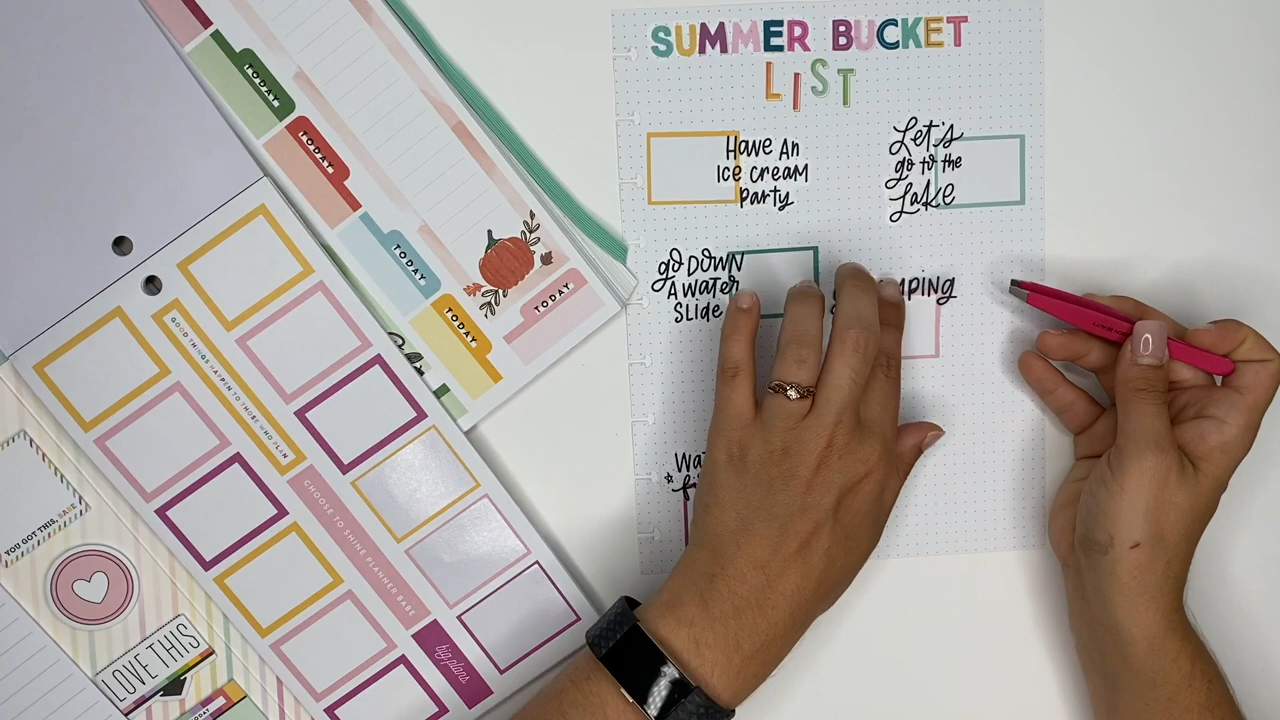 SUMMER BUCKET
LIST
HAVE AN
ICE CREAM
PARTY
Let's
go to the
Lake
go DOWN
A WATER
SLIDE
TODAY
TODAY
TODAY
TODAY
TODAY
GOOD THINGS HAPPEN TO THOSE WHO PLAN
CHOOSE TO SHINE PLANNER BABE
big plans
YOU GOT THIS, BABE
LOVE THIS
TODAY